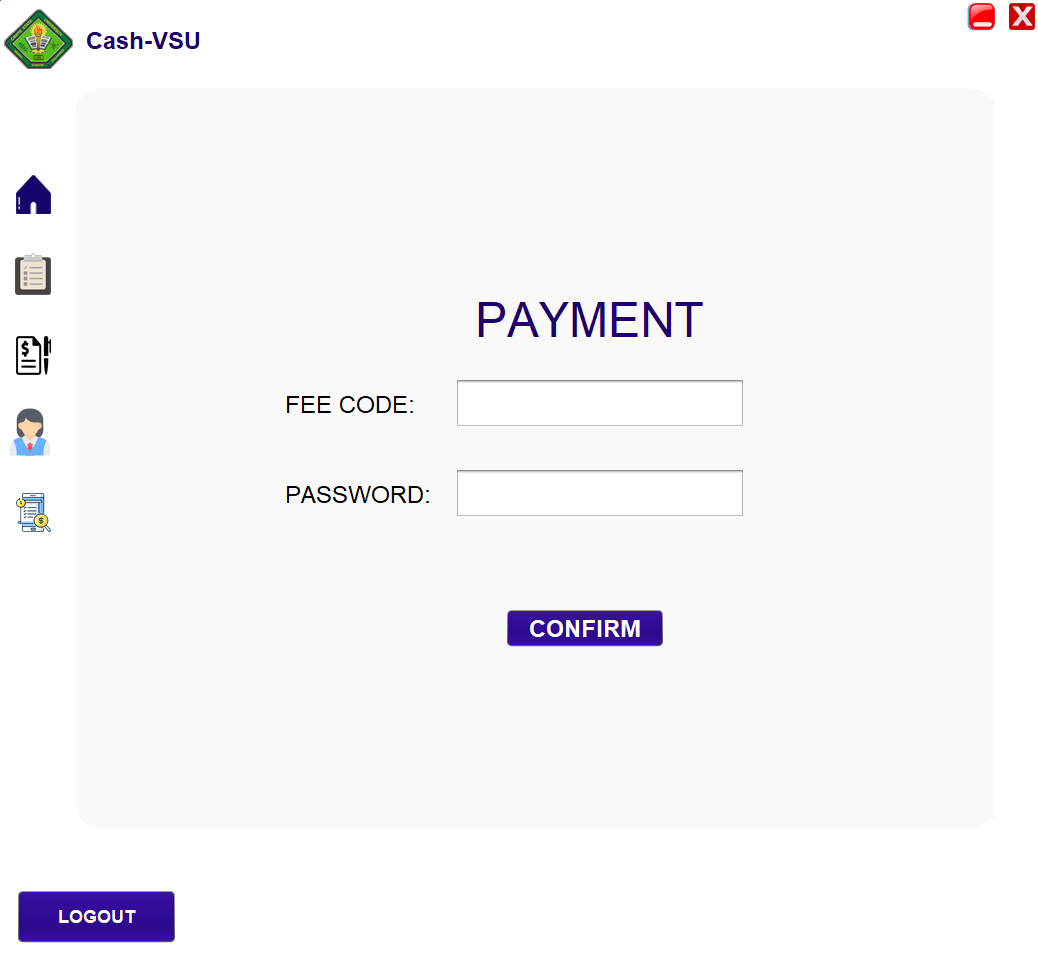 Cash-VSU
PAYMENT
FEE CODE:
PASSWORD:
CONFIRM
LOGOUT